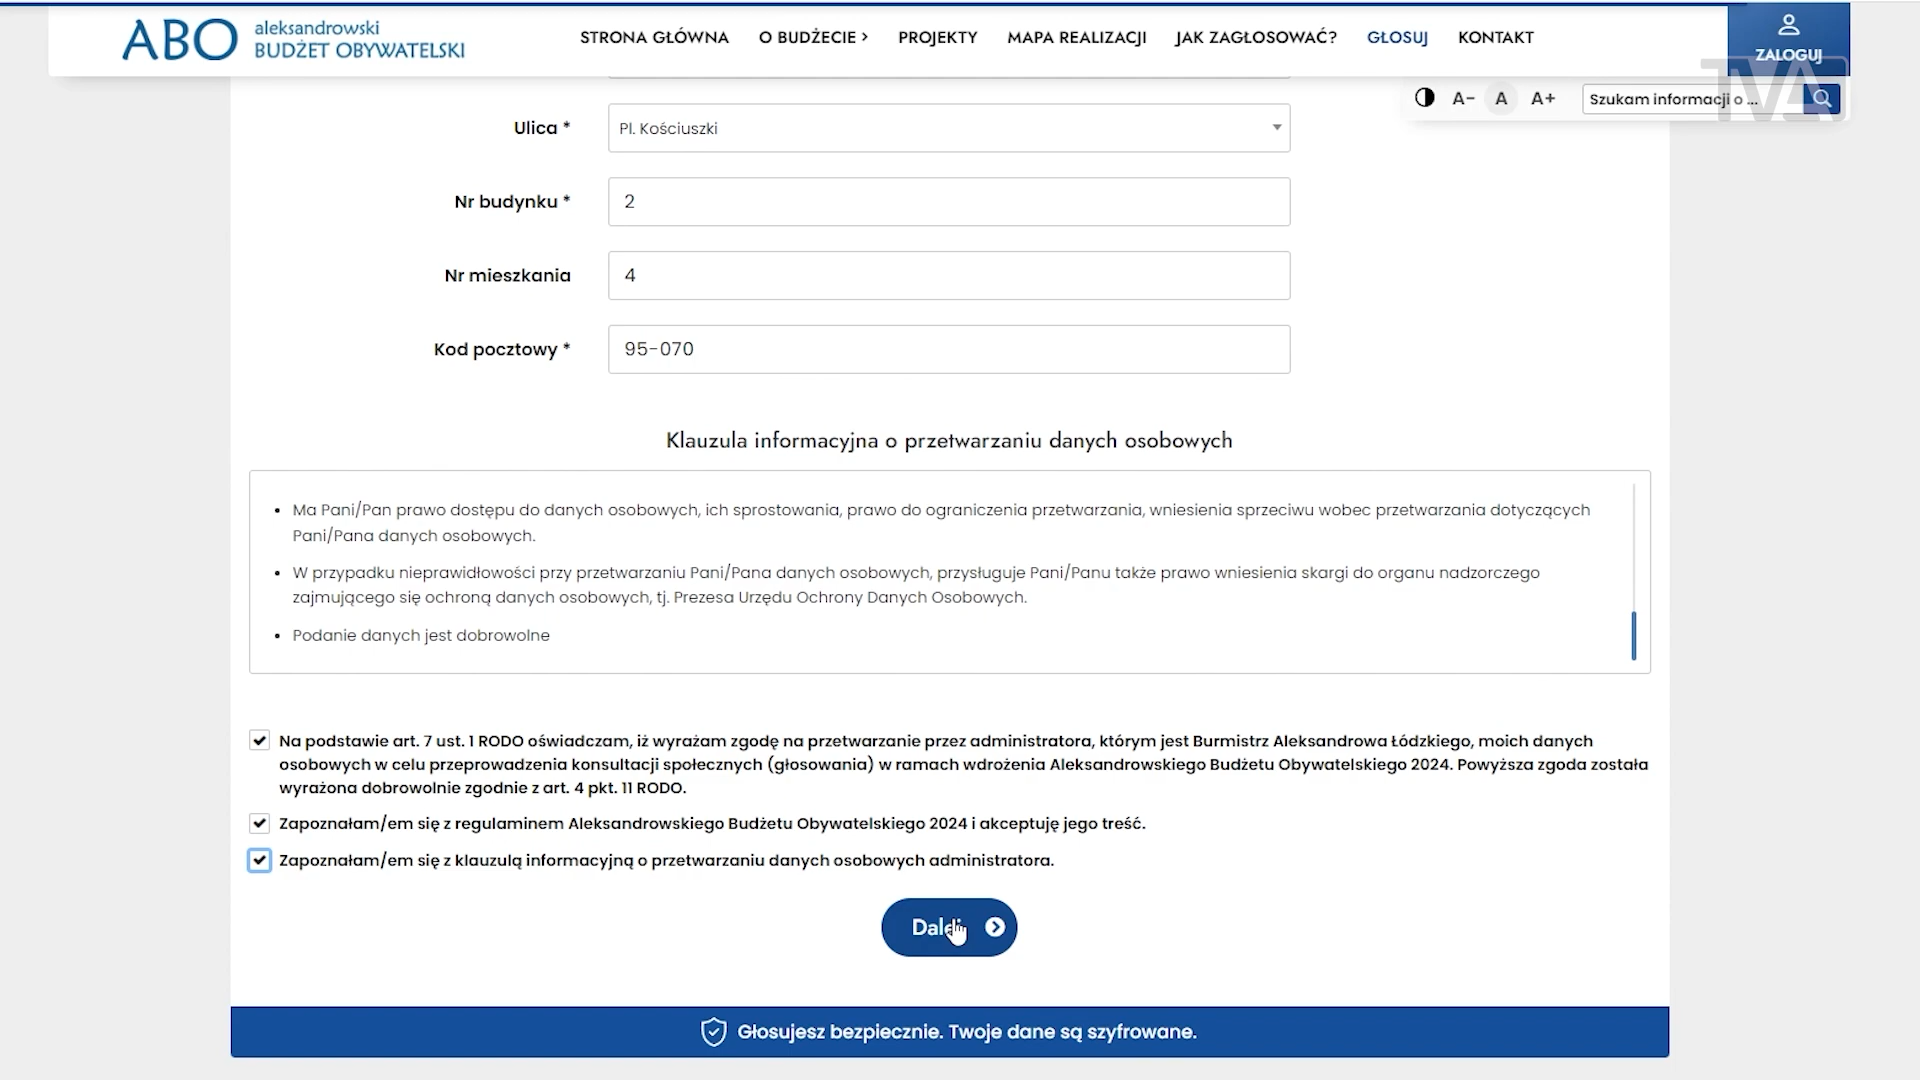 ABO aleksandrowski
BUDŻET OBYWATELSKI
STRONA GŁÓWNA O BUDŻECIE PROJEKTY MAPA REALIZACJI JAK ZAGŁOSOWAĆ? GŁOSUJ KONTAKT
ZALOGUJ
TVA
A- A A+ Szukam informacji o ...
Ulica * Pl. Kościuszki
Nr budynku * 2
Nr mieszkania 4
Kod pocztowy * 95-070
Klauzula informacyjna o przetwarzaniu danych osobowych
• Ma Pani/Pan prawo dostępu do danych osobowych, ich sprostowania, prawo do ograniczenia przetwarzania, wniesienia sprzeciwu wobec przetwarzania dotyczących
Pani/Pana danych osobowych.
• W przypadku nieprawidłowości przy przetwarzaniu Pani/Pana danych osobowych, przysługuje Pani/Panu także prawo wniesienia skargi do organu nadzorczego
zajmującego się ochroną danych osobowych, tj. Prezesa Urzędu Ochrony Danych Osobowych.
• Podanie danych jest dobrowolne
Na podstawie art. 7 ust. 1 RODO oświadczam, iż wyrażam zgodę na przetwarzanie przez administratora, którym jest Burmistrz Aleksandrowa Łódzkiego, moich danych
osobowych w celu przeprowadzenia konsultacji społecznych (głosowania) w ramach wdrożenia Aleksandrowskiego Budżetu Obywatelskiego 2024. Powyższa zgoda została
wyrażona dobrowolnie zgodnie z art. 4 pkt. 11 RODO.
Zapoznałam/em się z regulaminem Aleksandrowskiego Budżetu Obywatelskiego 2024 i akceptuję jego treść.
Zapoznałam/em się z klauzulą informacyjną o przetwarzaniu danych osobowych administratora.
Dalej
Głosujesz bezpiecznie. Twoje dane są szyfrowane.